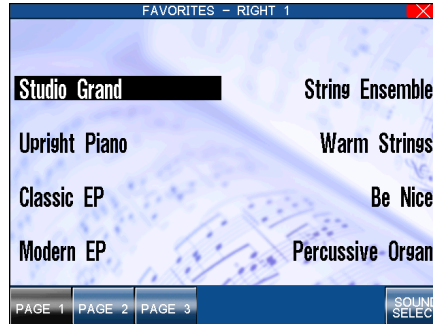 FAVORITES - RIGHT 1
Studio Grand
String Ensemble
Upright Piano
Warm Strings
Classic EP
Be Nice
Modern EP
Percussive Organ
PAGE 1 PAGE 2 PAGE 3
SOUND
SELEC